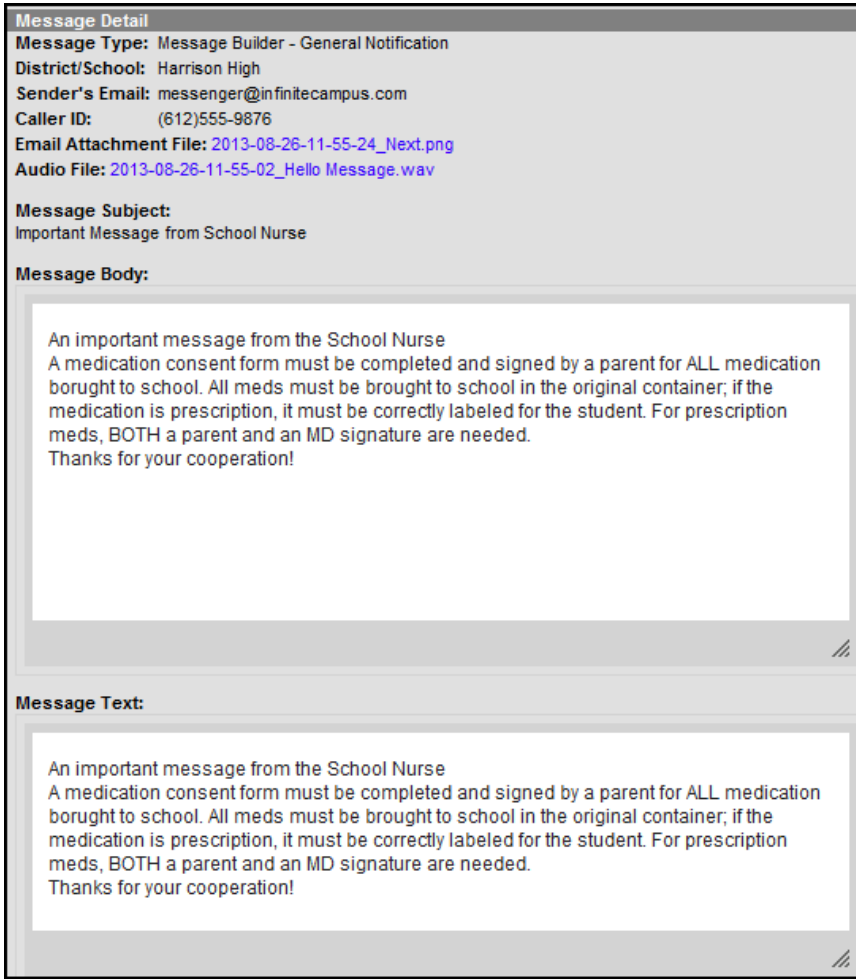 Message Detail
Message Type: Message Builder - General Notification
District/School: Harrison High
Sender's Email: messenger@infinitecampus.com
Caller ID: (612)555-9876
Email Attachment File: 2013-08-26-11-55-24_Next.png
Audio File: 2013-08-26-11-55-02_Hello Message.wav
Message Subject:
Important Message from School Nurse
Message Body:
An important message from the School Nurse
A medication consent form must be completed and signed by a parent for ALL medication
borught to school. All meds must be brought to school in the original container; if the
medication is prescription, it must be correctly labeled for the student. For prescription
meds, BOTH a parent and an MD signature are needed.
Thanks for your cooperation!
Message Text:
An important message from the School Nurse
A medication consent form must be completed and signed by a parent for ALL medication
borught to school. All meds must be brought to school in the original container; if the
medication is prescription, it must be correctly labeled for the student. For prescription
meds, BOTH a parent and an MD signature are needed.
Thanks for your cooperation!